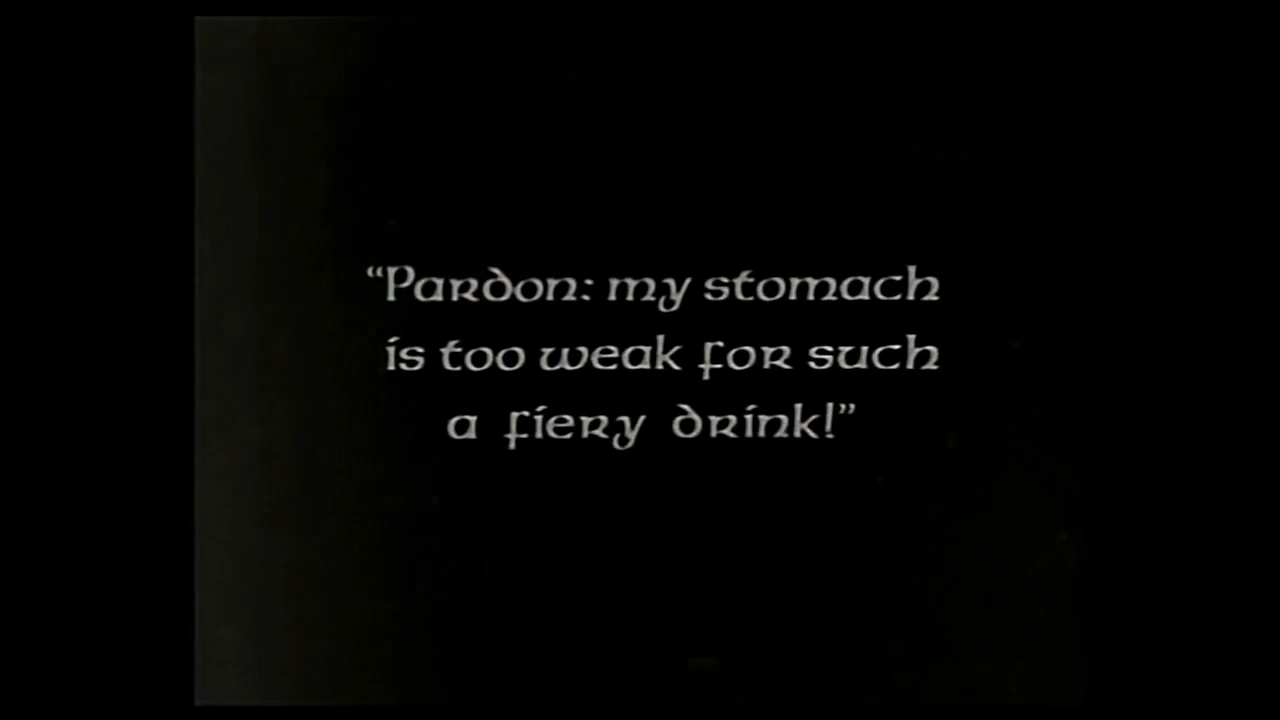 “Pardon: my stomach
is too weak for such
a fiery drink!”